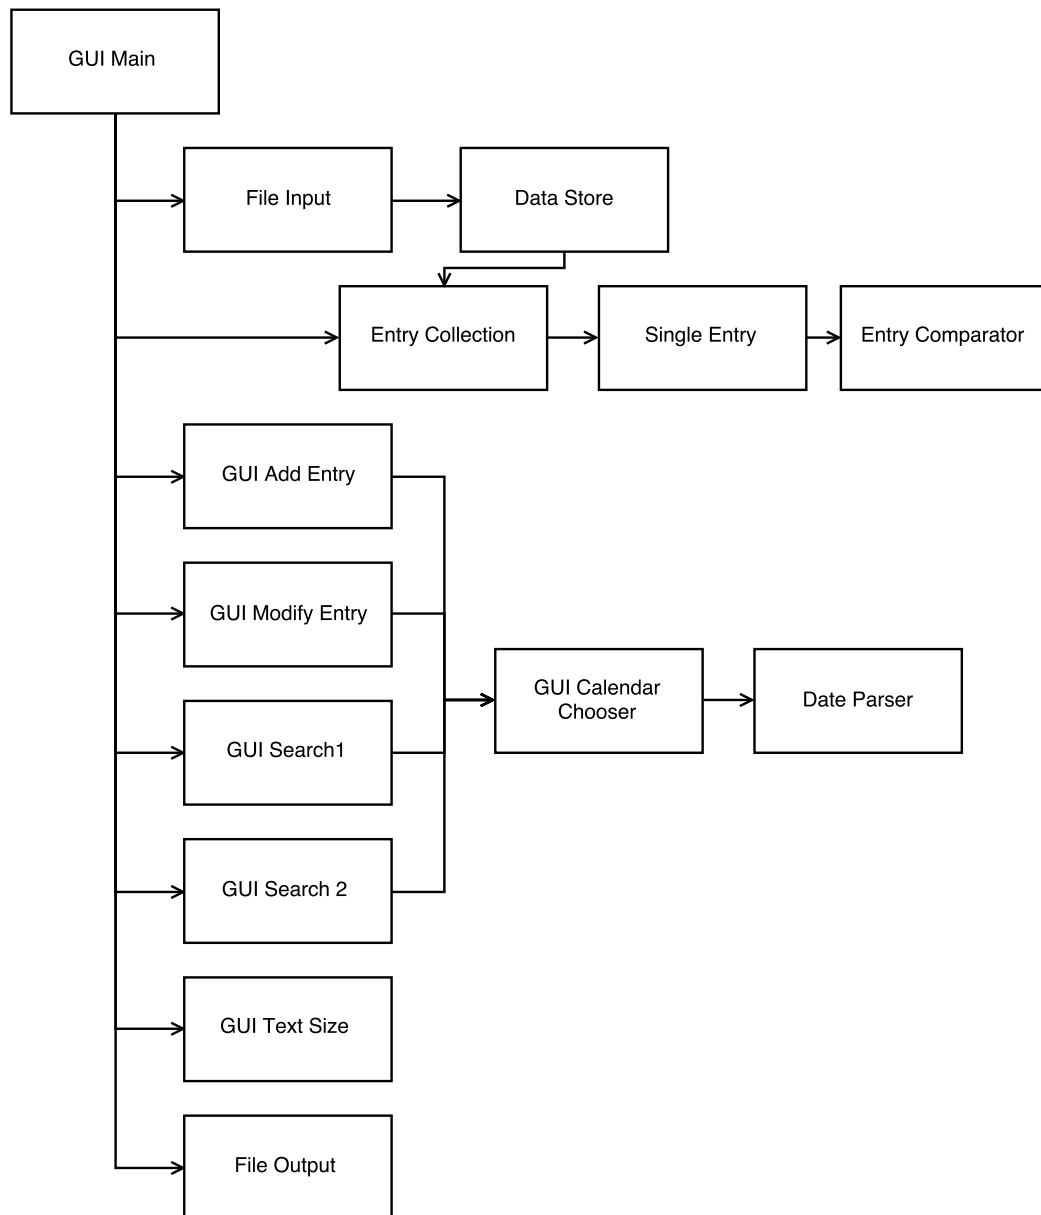 GUI Main
File Input
Data Store
Entry Collection
Single Entry
Entry Comparator
GUI Add Entry
GUI Modify Entry
GUI Calendar
Chooser
Date Parser
GUI Search1
GUI Search 2
GUI Text Size
File Output